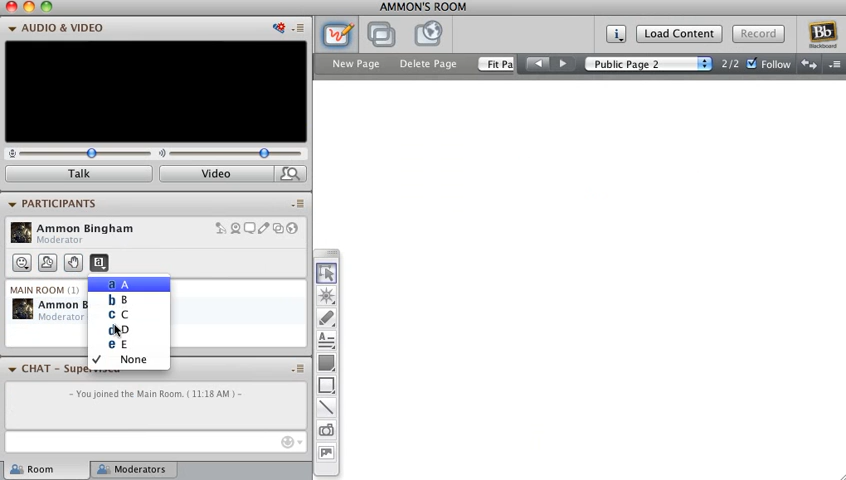 AMMON'S ROOM
AUDIO & VIDEO
Talk
Video
PARTICIPANTS
Ammon Bingham
Moderator
a
MAIN ROOM (1)
Ammon B
Moderator
a A
b B
c C
d D
e E
None
CHAT – Supervised
– You joined the Main Room. ( 11:18 AM ) –
Room
Moderators
i
Load Content
Record
Bb
Blackboard
New Page
Delete Page
Fit Pa
Public Page 2
2/2
Follow
A